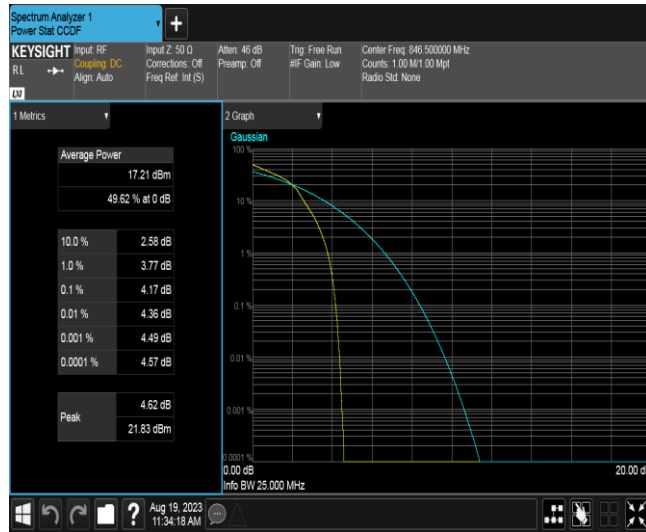 Spectrum Analyzer 1
Power Stat CCDF
+
KEYSIGHT
RL
LXI
Input: RF
Coupling: DC
Align: Auto
Input Z: 50 Ω
Corrections: Off
Freq Ref: Int (S)
Atten: 46 dB
Preamp: Off
Trig: Free Run
#IF Gain: Low
Center Freq: 846.500000 MHz
Counts: 1.00 M/1.00 Mpt
Radio Std: None
1 Metrics
Average Power
17.21 dBm
49.62 % at 0 dB
10.0 % 2.58 dB
1.0 % 3.77 dB
0.1 % 4.17 dB
0.01 % 4.36 dB
0.001 % 4.49 dB
0.0001 % 4.57 dB
Peak
4.62 dB
21.83 dBm
2 Graph
Gaussian
100 %
10 %
1 %
0.1 %
0.01 %
0.001 %
0.0001 %
0.00 dB
20.00 d
Info BW 25.000 MHz
?
Aug 19, 2023
11:34:18 AM